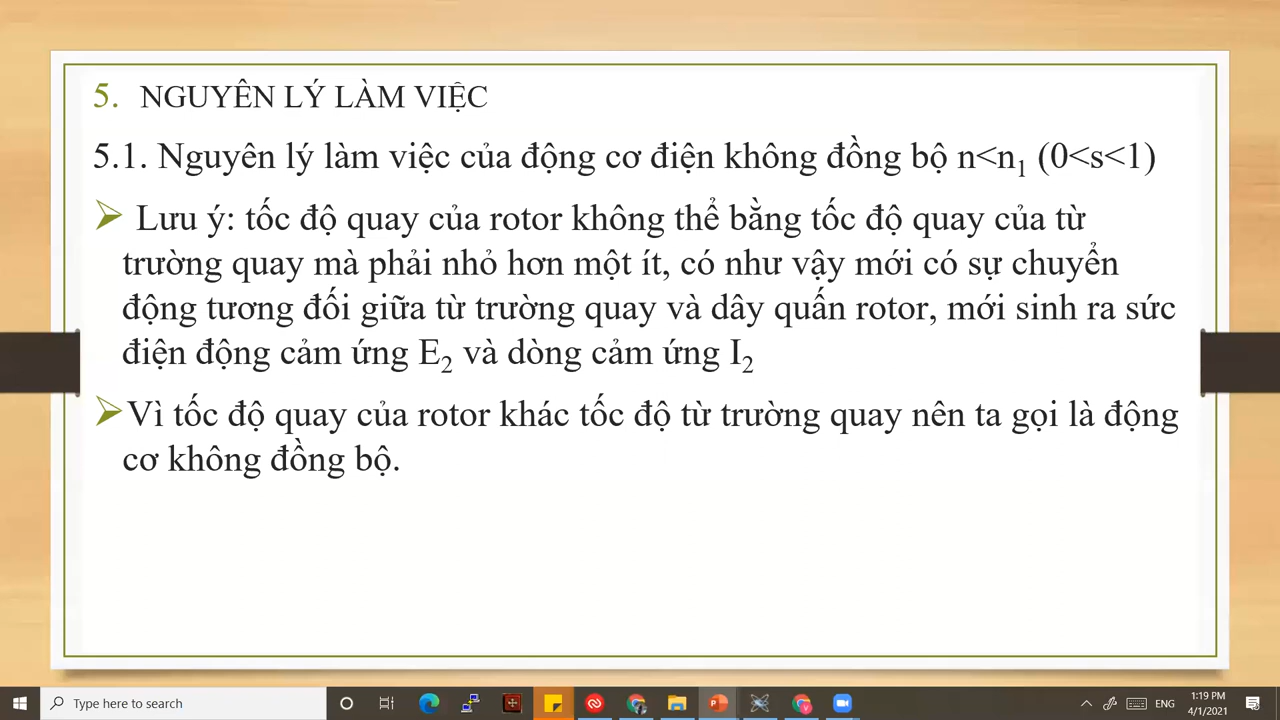 5. NGUYÊN LÝ LÀM VIỆC
5.1. Nguyên lý làm việc của động cơ điện không đồng bộ n<n₁ (0<s<1)
Lưu ý: tốc độ quay của rotor không thể bằng tốc độ quay của từ
trường quay mà phải nhỏ hơn một ít, có như vậy mới có sự chuyển
động tương đối giữa từ trường quay và dây quấn rotor, mới sinh ra sức
điện động cảm ứng E₂ và dòng cảm ứng I₂
Vì tốc độ quay của rotor khác tốc độ từ trường quay nên ta gọi là động
cơ không đồng bộ.
Type here to search
ENG
1:19 PM
4/1/2021